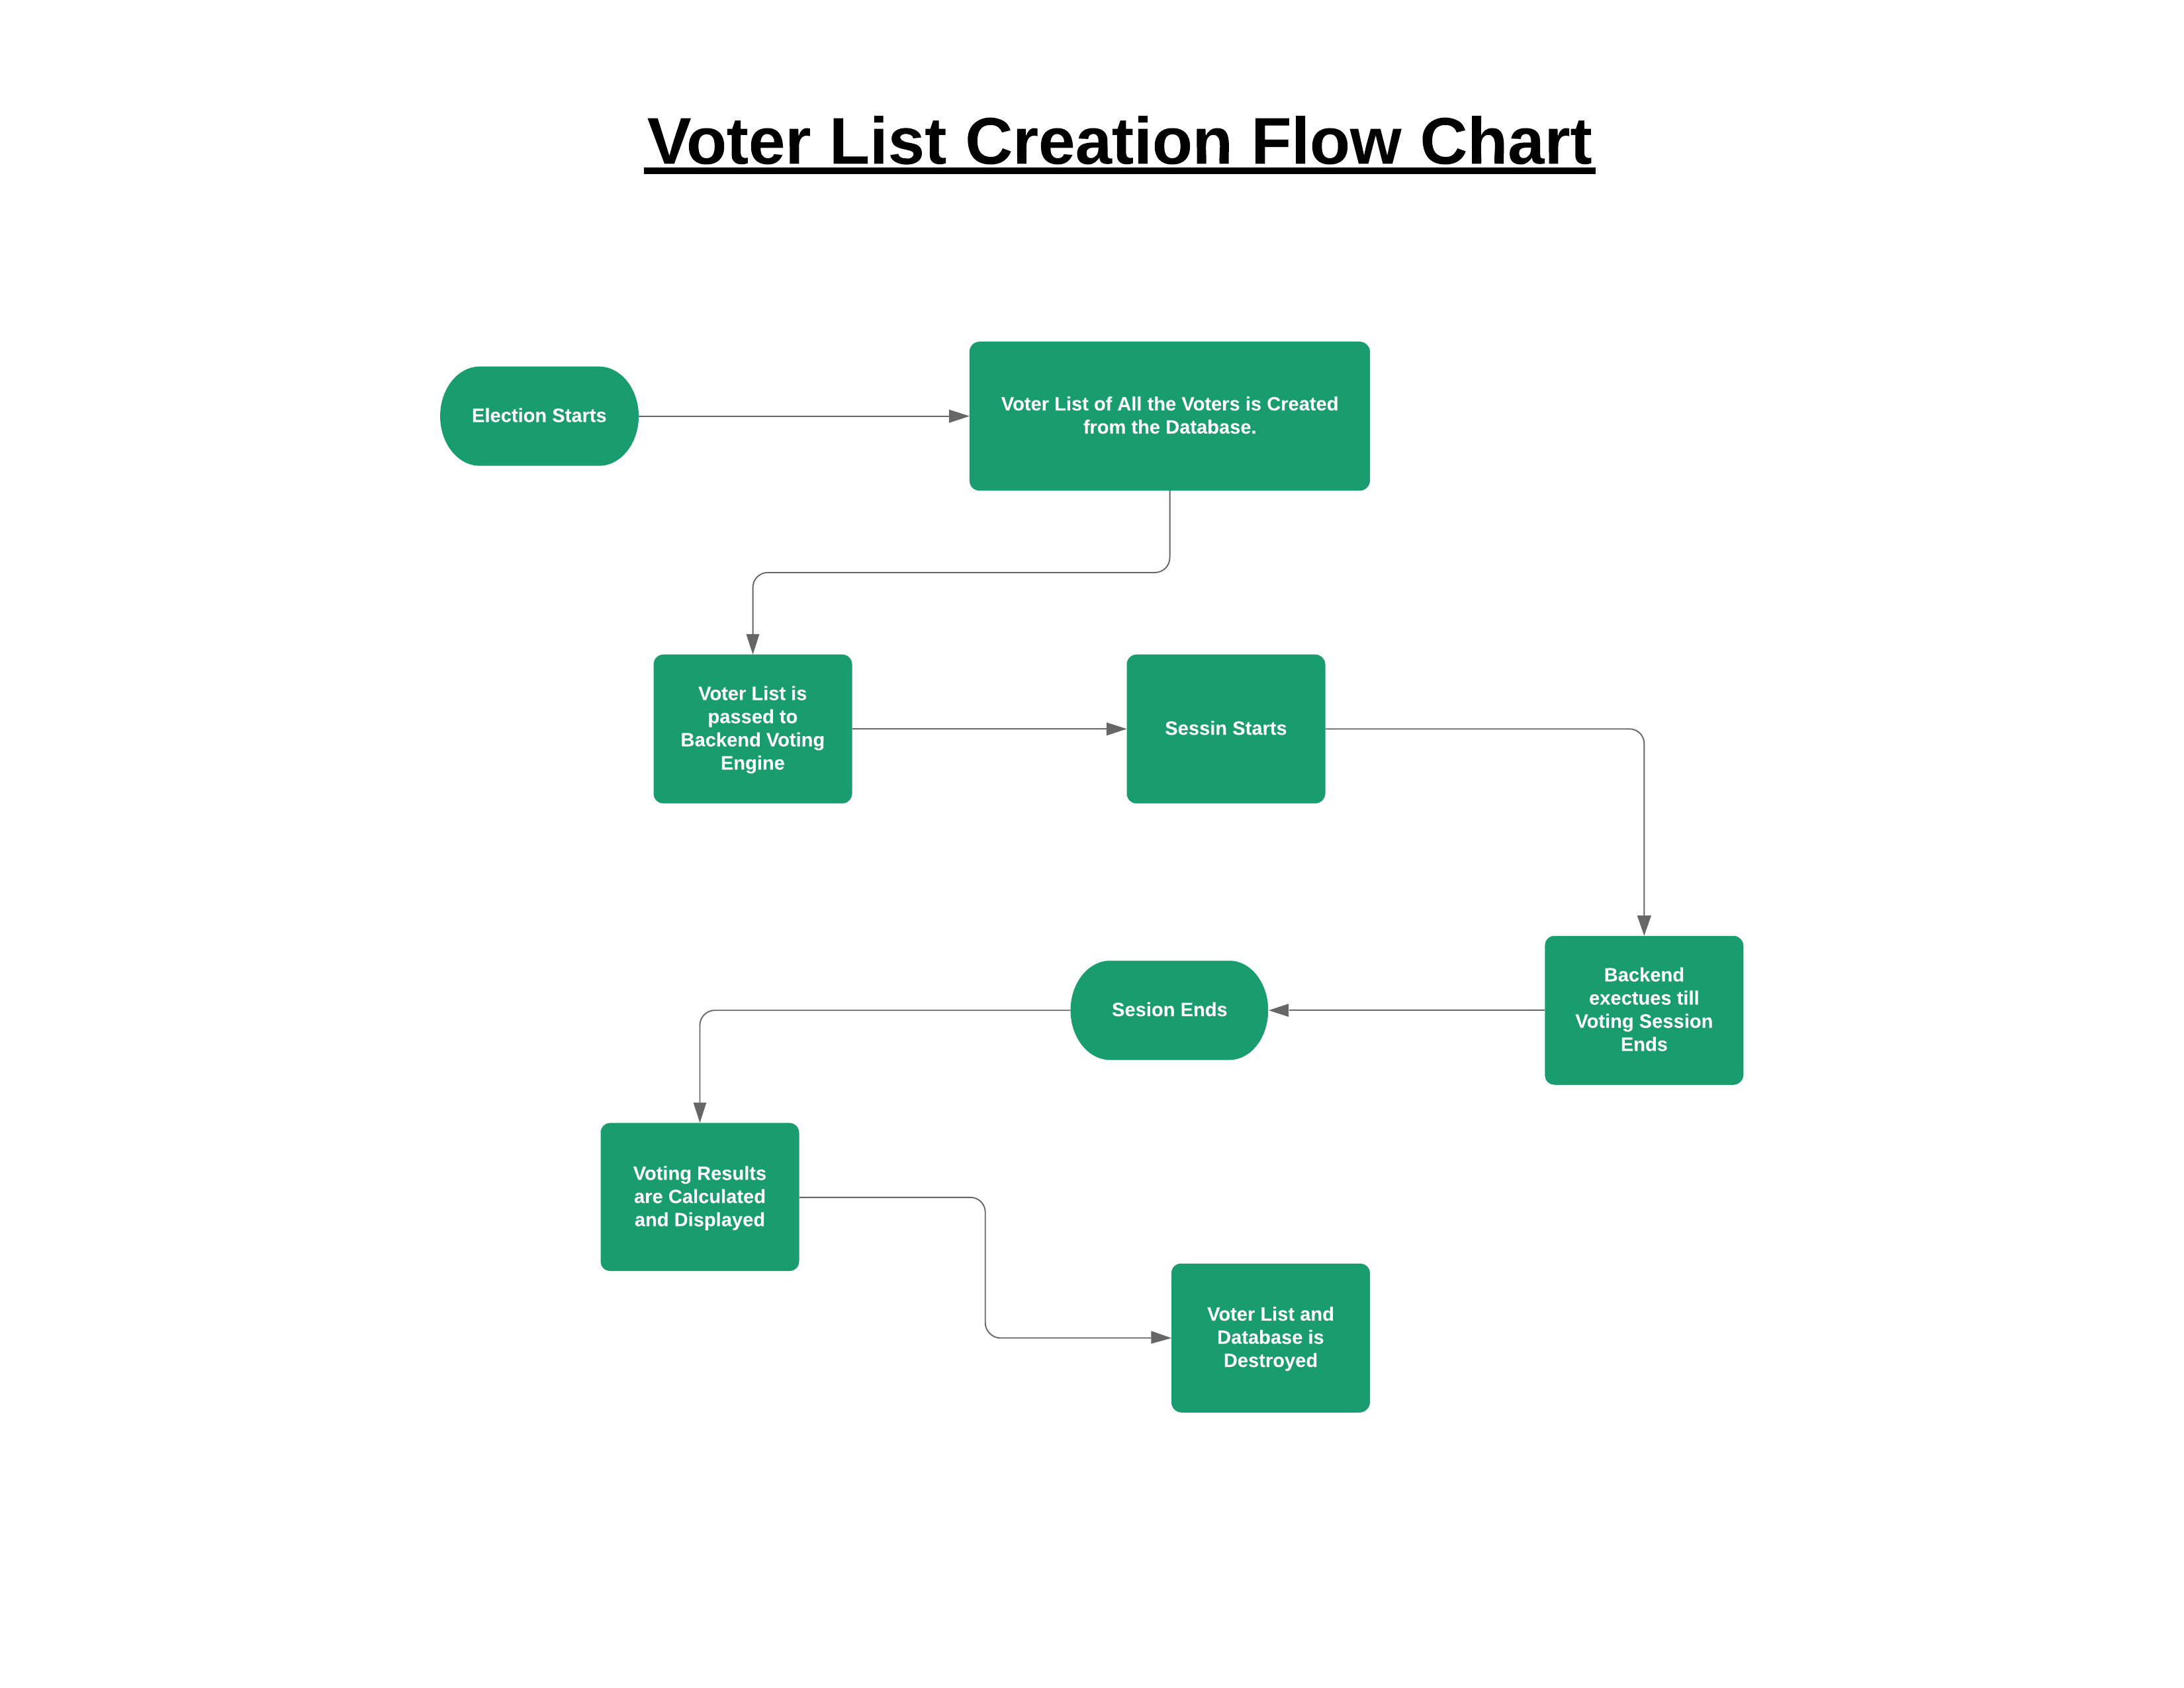 Voter List Creation Flow Chart
Election Starts
Voter List of All the Voters is Created
from the Database.
Voter List is
passed to
Backend Voting
Engine
Sessin Starts
Backend
exectues till
Voting Session
Ends
Sesion Ends
Voting Results
are Calculated
and Displayed
Voter List and
Database is
Destroyed